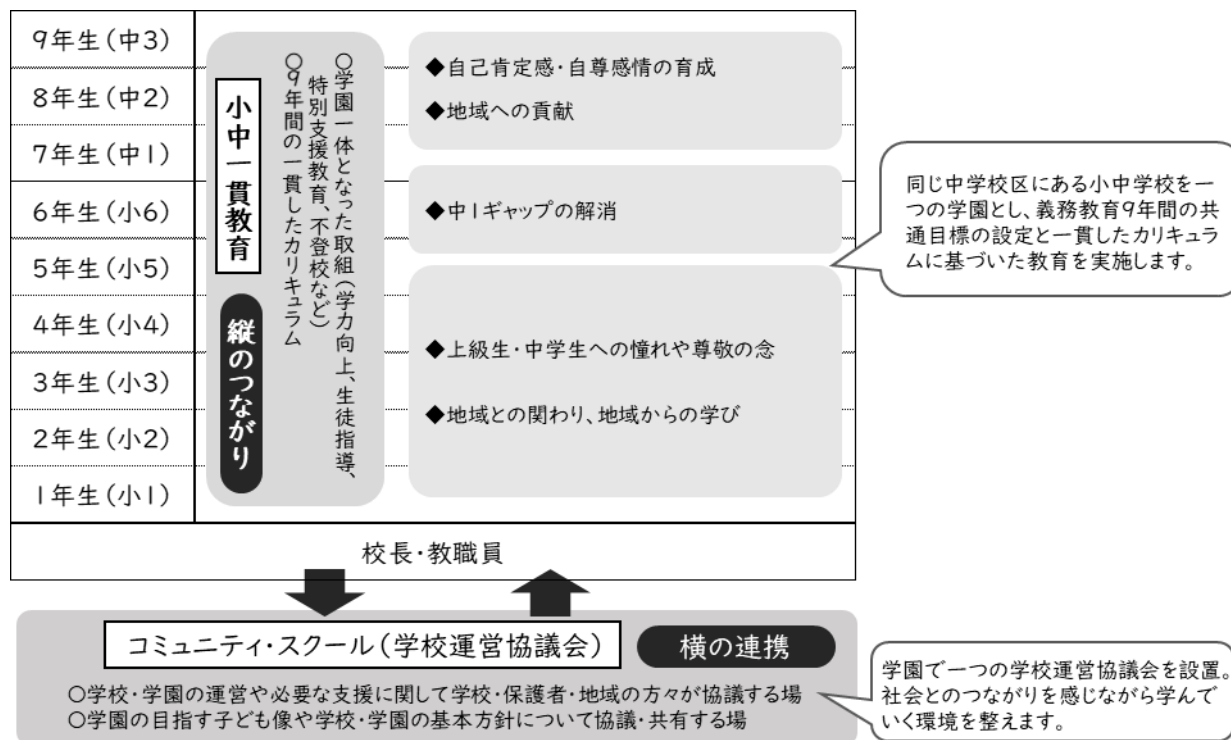 9年生(中3)
8年生(中2)
7年生(中1)
6年生(小6)
5年生(小5)
4年生(小4)
3年生(小3)
2年生(小2)
1年生(小1)
小中一貫教育
縦のつながり
○学園一体となった取組(学力向上、生徒指導、
特別支援教育、不登校など)
○9年間の一貫したカリキュラム
◆自己肯定感・自尊感情の育成
◆地域への貢献
◆中1ギャップの解消
◆上級生・中学生への憧れや尊敬の念
◆地域との関わり、地域からの学び
同じ中学校区にある小中学校を一
つの学園とし、義務教育9年間の共
通目標の設定と一貫したカリキュラ
ムに基づいた教育を実施します。
校長・教職員
コミュニティ・スクール(学校運営協議会)
横の連携
○学校・学園の運営や必要な支援に関して学校・保護者・地域の方々が協議する場
○学園の目指す子ども像や学校・学園の基本方針について協議・共有する場
学園で一つの学校運営協議会を設置。
社会とのつながりを感じながら学んで
いく環境を整えます。